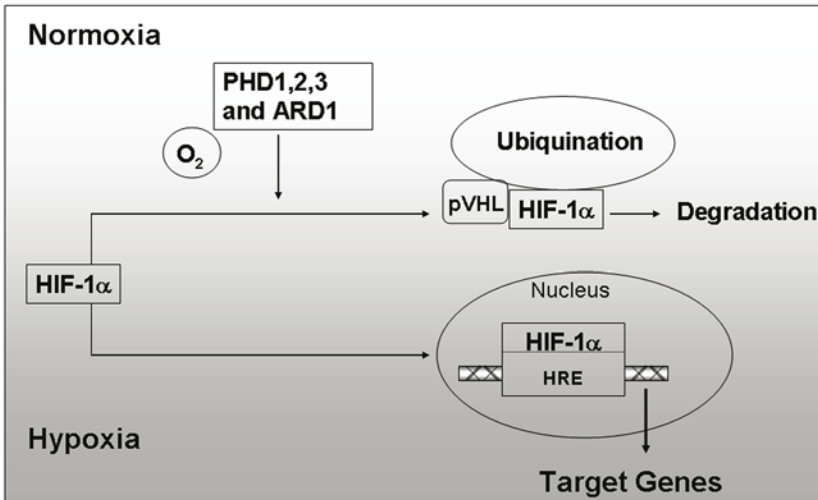 Normoxia
PHD1,2,3
and ARD1
O₂
Ubiquination
pVHL
HIF-1α
Degradation
HIF-1α
Nucleus
HIF-1α
HRE
Hypoxia
Target Genes